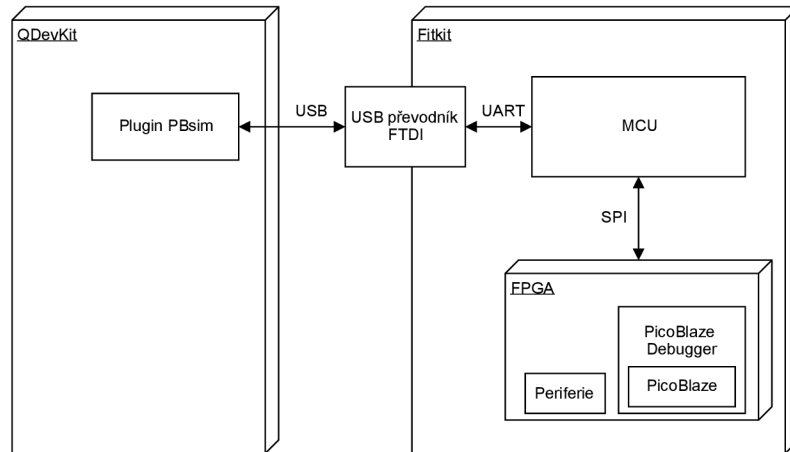 QDevKit
Fitkit
Plugin PBsim
USB
USB převodník
FTDI
UART
MCU
SPI
FPGA
PicoBlaze
Debugger
Periferie
PicoBlaze